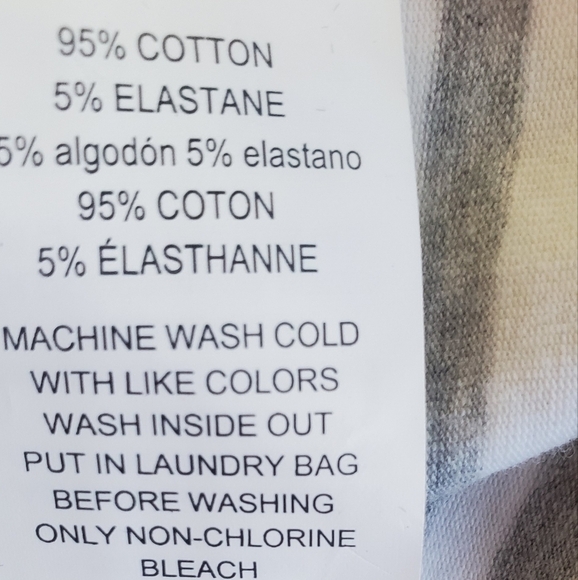 95% COTTON
5% ELASTANE
5% algodón 5% elastano
95% COTON
5% ÉLASTHANNE
MACHINE WASH COLD
WITH LIKE COLORS
WASH INSIDE OUT
PUT IN LAUNDRY BAG
BEFORE WASHING
ONLY NON-CHLORINE
BLEACH